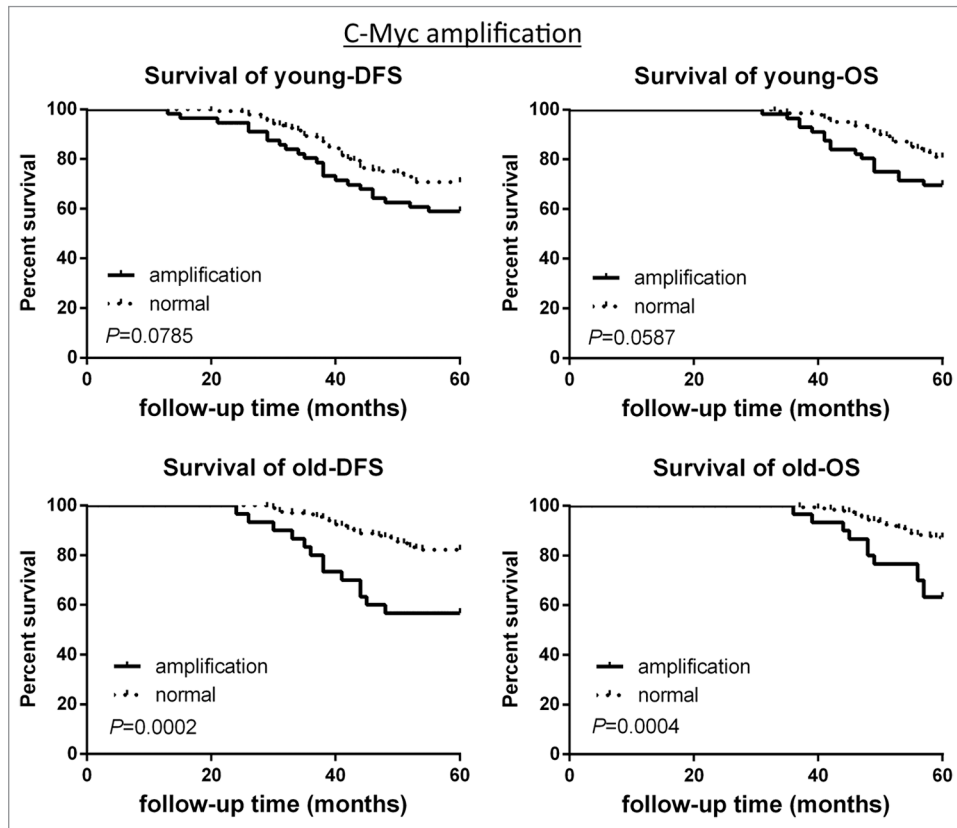 C-Myc amplification
Survival of young-DFS
Percent survival
100
80
60
40
20
0
amplification
normal
P=0.0785
0 20 40 60
follow-up time (months)
Survival of young-OS
Percent survival
100
80
60
40
20
0
amplification
normal
P=0.0587
0 20 40 60
follow-up time (months)
Survival of old-DFS
Percent survival
100
80
60
40
20
0
amplification
normal
P=0.0002
0 20 40 60
follow-up time (months)
Survival of old-OS
Percent survival
100
80
60
40
20
0
amplification
normal
P=0.0004
0 20 40 60
follow-up time (months)